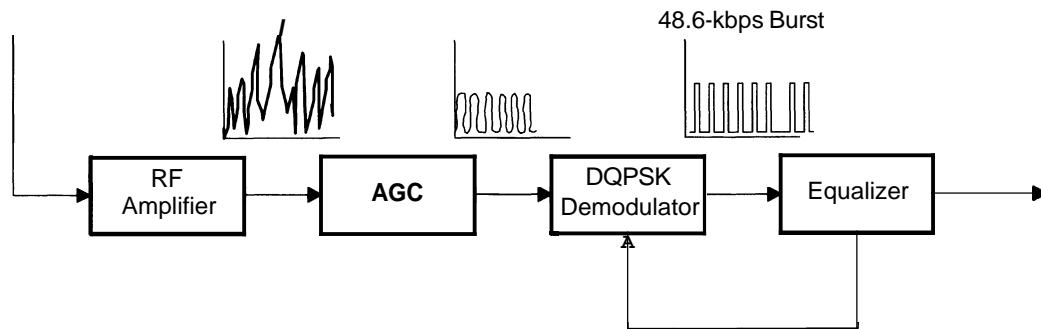 48.6-kbps Burst
RF
Amplifier
AGC
DQPSK
Demodulator
Equalizer
A